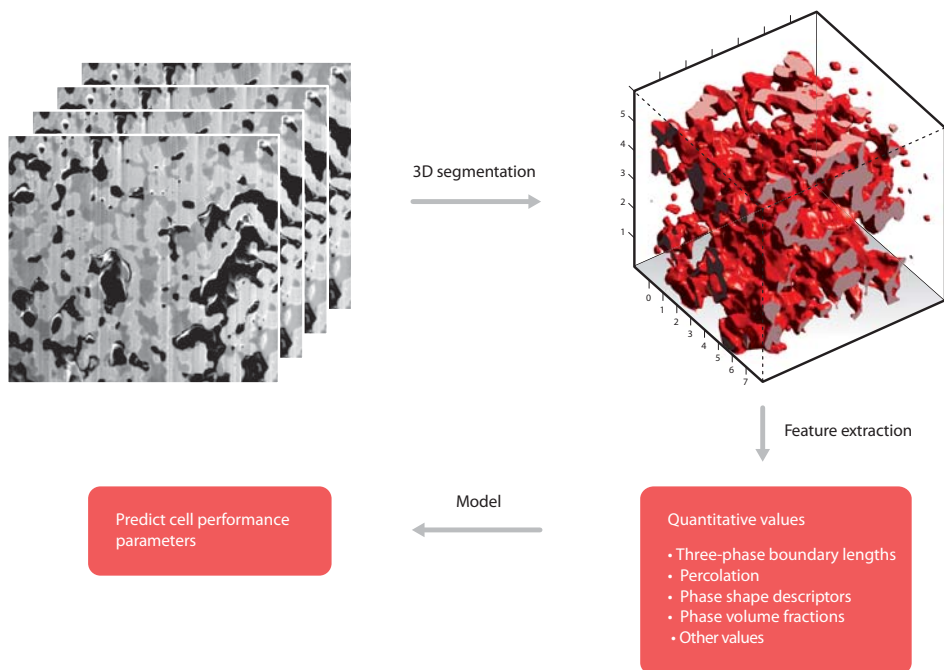 3D segmentation
5
4
3
2
1
0
1
2
3
4
5
6
7
Feature extraction
Model
Predict cell performance
parameters
Quantitative values
• Three-phase boundary lengths
• Percolation
• Phase shape descriptors
• Phase volume fractions
• Other values